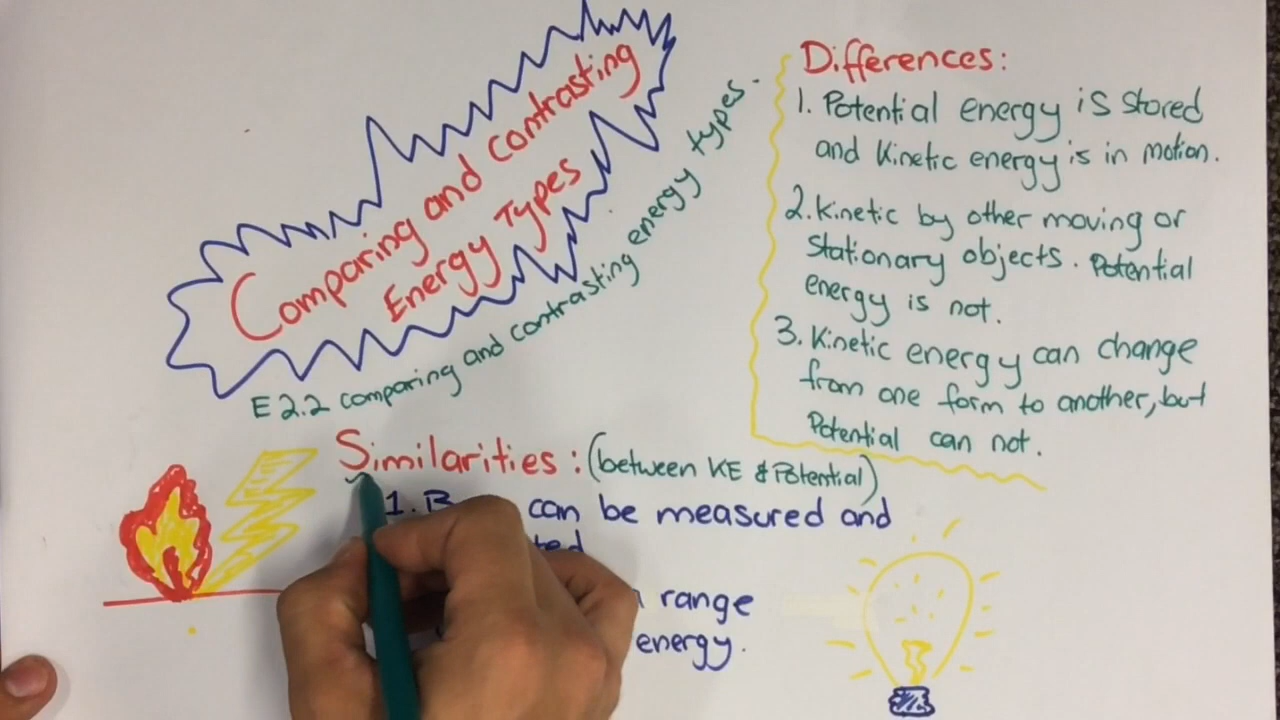 Comparing and contrasting
Energy Types
E 2.2 comparing and contrasting energy types.
Differences:
1. Potential energy is stored
and Kinetic energy is in motion.
2. Kinetic by other moving or
Stationary objects. Potential
energy is not.
3. Kinetic energy can change
from one form to another, but
Potential can not.
Similarities: (between KE & Potential)
1. can be measured and
range
energy.